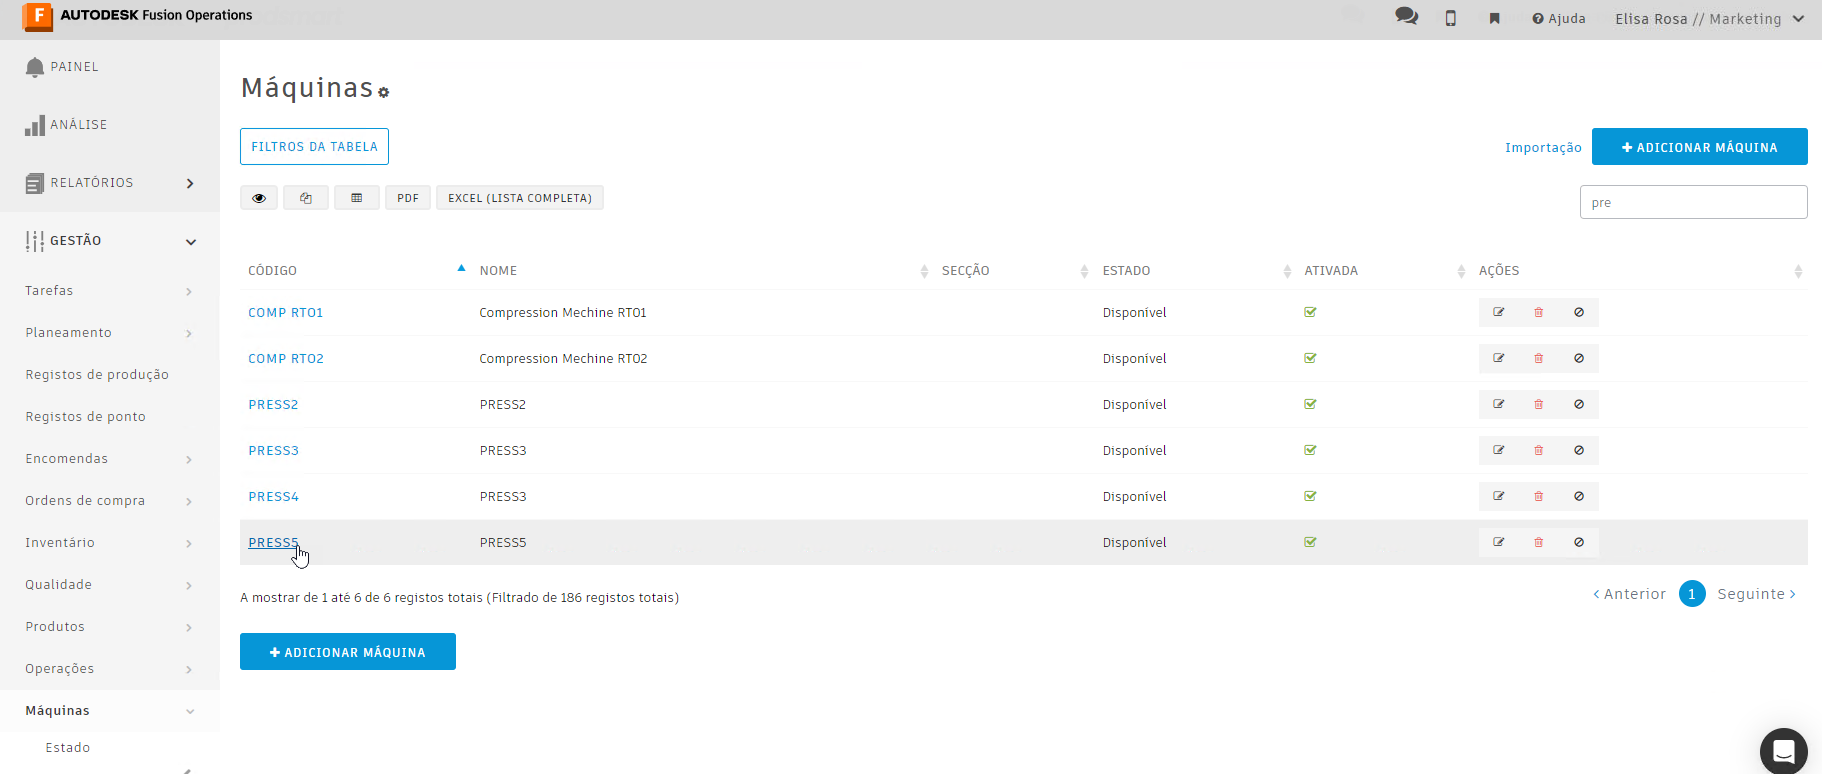 F AUTODESK Fusion Operations
Ajuda
Elisa Rosa // Marketing
PAINEL
ANÁLISE
RELATÓRIOS
GESTÃO
Tarefas
Planeamento
Registos de produção
Registos de ponto
Encomendas
Ordens de compra
Inventário
Qualidade
Produtos
Operações
Máquinas
Estado
Máquinas
FILTROS DA TABELA
Importação
ADICIONAR MÁQUINA
PDF
EXCEL (LISTA COMPLETA)
pre
CÓDIGO NOME SECÇÃO ESTADO ATIVADA AÇÕES
COMP RT01 Compression Mechine RT01 Disponível
COMP RT02 Compression Mechine RT02 Disponível
PRESS2 PRESS2 Disponível
PRESS3 PRESS3 Disponível
PRESS4 PRESS3 Disponível
PRESS5 PRESS5 Disponível
A mostrar de 1 até 6 de 6 registos totais (Filtrado de 186 registos totais)
Anterior 1 Seguinte
ADICIONAR MÁQUINA